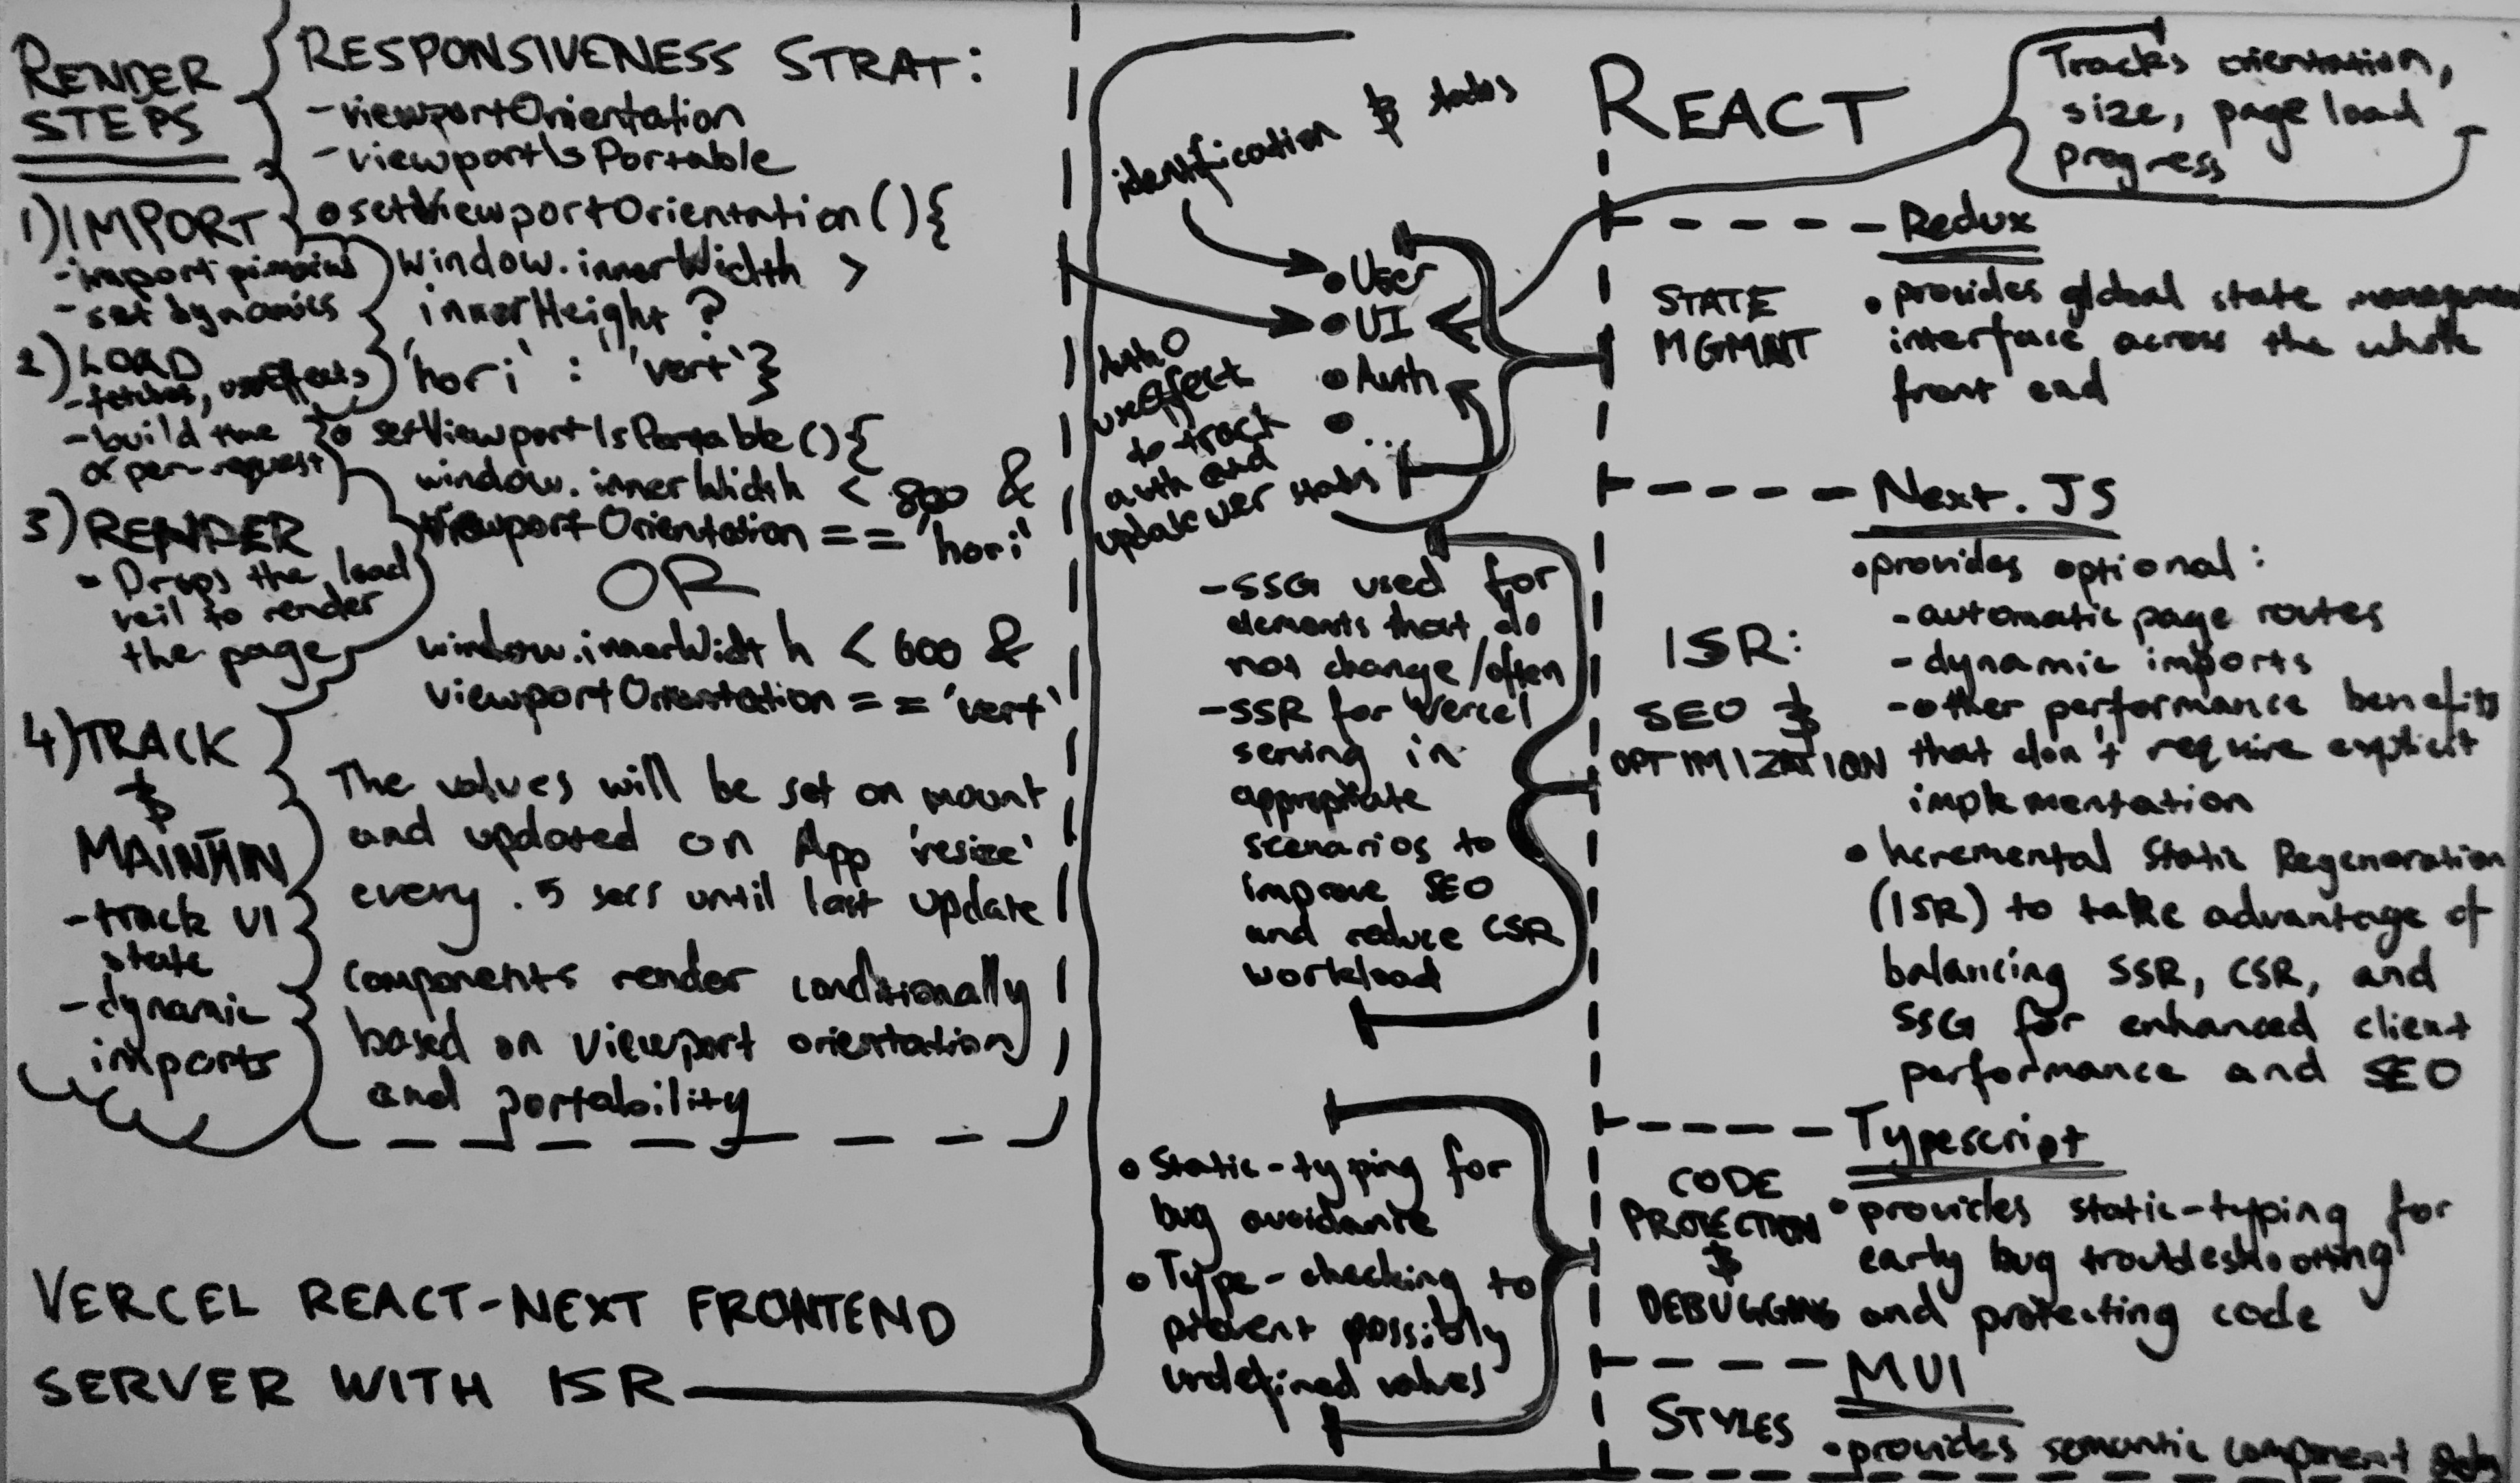 RENDER
STEPS
1) IMPORT
- set dynamics
2) LOAD
- fetches, useEffects,
- build time
or per-request
3) RENDER
- Drops the load
veil to render
the page
4) TRACK
&
MAINTAIN
- track UI
state
- dynamic
imports
RESPONSIVENESS STRAT:
- viewportOrientation
- viewportIsPortable
• setViewportOrientation(){
window.innerWidth >
innerHeight ?
'hori' : 'vert'}
• setViewportIsPortable(){
window.innerWidth < 800 &
viewportOrientation == 'hori'
OR
window.innerWidth < 600 &
viewportOrientation == 'vert'
The values will be set on mount
and updated on App 'resize'
every .5 secs until last update
Components render conditionally
based on viewport orientation
and portability
VERCEL REACT-NEXT FRONTEND
SERVER WITH ISR
identification & status
• User
• UI
• Auth
• ...
Auth0
useEffect
to track
auth and
update user status
- SSG used for
elements that do
not change/often
- SSR for Vercel
serving in
appropriate
scenarios to
improve SEO
and reduce CSR
workload
• Static-typing for
bug avoidance
• Type-checking to
prevent possibly
undefined values
REACT
Tracks orientation,
size, page load
progress
Redux
STATE
MGMNT
• provides global state management
interface across the whole
front end
Next.JS
• provides optional:
- automatic page routes
- dynamic imports
- other performance benefits
that don't require explicit
implementation
ISR:
SEO &
OPTIMIZATION
• Incremental Static Regeneration
(ISR) to take advantage of
balancing SSR, CSR, and
SSG for enhanced client
performance and SEO
Typescript
CODE
PROTECTION
&
DEBUGGING
• provides static-typing for
early bug troubleshooting
and protecting code
MUI
STYLES
• provides semantic component